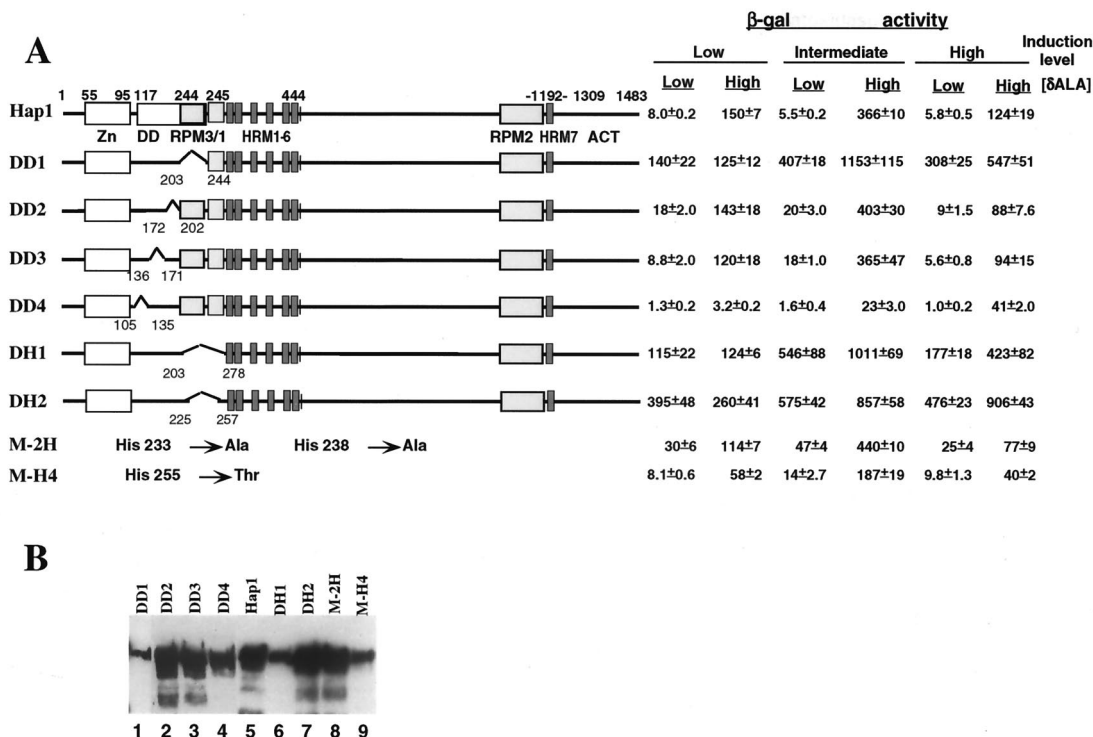 A
β-gal activity
Low Intermediate High Induction level
Low High Low High Low High [δALA]
1 55 95 117 244 245 444 -1192- 1309 1483
Hap1 8.0±0.2 150±7 5.5±0.2 366±10 5.8±0.5 124±19
Zn DD RPM3/1 HRM1-6 RPM2 HRM7 ACT
DD1 140±22 125±12 407±18 1153±115 308±25 547±51
203 244
DD2 18±2.0 143±18 20±3.0 403±30 9±1.5 88±7.6
172 202
DD3 8.8±2.0 120±18 18±1.0 365±47 5.6±0.8 94±15
136 171
DD4 1.3±0.2 3.2±0.2 1.6±0.4 23±3.0 1.0±0.2 41±2.0
105 135
DH1 115±22 124±6 546±88 1011±69 177±18 423±82
203 278
DH2 395±48 260±41 575±42 857±58 476±23 906±43
225 257
M-2H His 233 → Ala His 238 → Ala 30±6 114±7 47±4 440±10 25±4 77±9
M-H4 His 255 → Thr 8.1±0.6 58±2 14±2.7 187±19 9.8±1.3 40±2
B
DD1 DD2 DD3 DD4 Hap1 DH1 DH2 M-2H M-H4
1 2 3 4 5 6 7 8 9